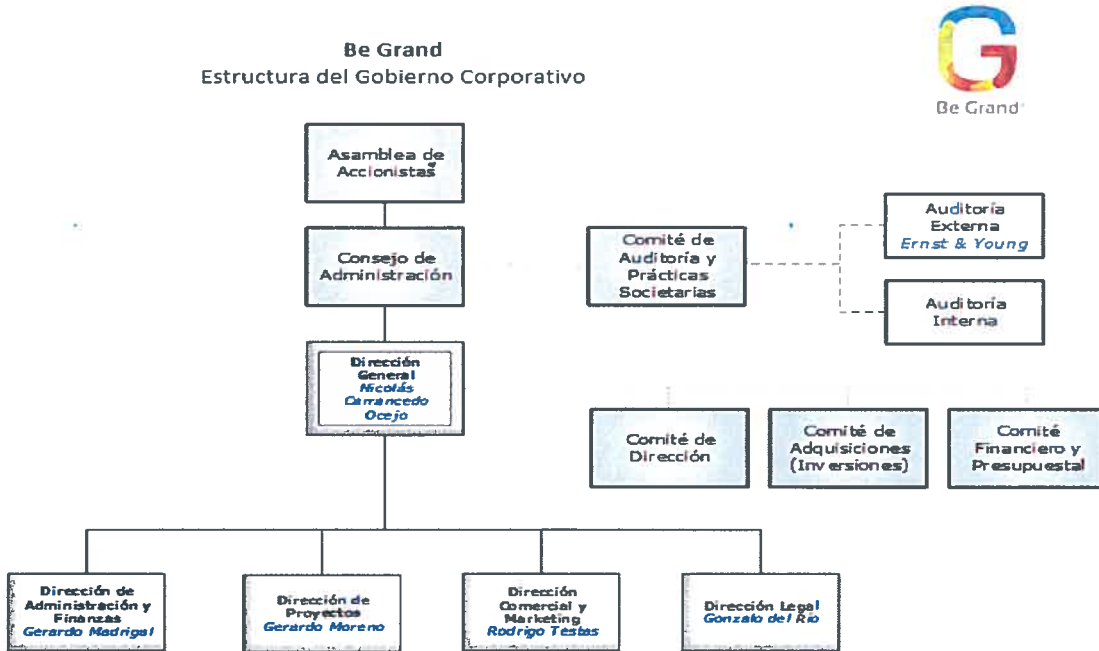 Be Grand
Estructura del Gobierno Corporativo
Be Grand
Asamblea de
Accionistas
Consejo de
Administración
Comité de
Auditoría y
Prácticas
Societarias
Auditoría
Externa
Ernst & Young
Auditoría
Interna
Dirección
General
Nicolás
Carrancedo
Ocejo
Comité de
Dirección
Comité de
Adquisiciones
(Inversiones)
Comité
Financiero y
Presupuestal
Dirección de
Administración y
Finanzas
Gerardo Madrigal
Dirección de
Proyectos
Gerardo Moreno
Dirección
Comercial y
Marketing
Rodrigo Testas
Dirección Legal
Gonzalo del Río